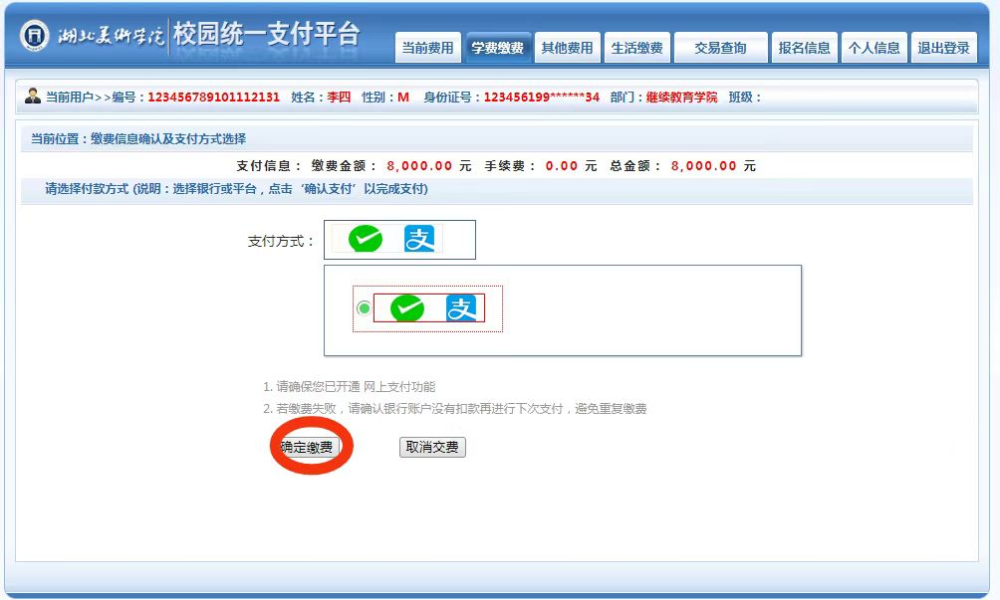 湖北美術学院 校园统一支付平台
当前费用 学费缴费 其他费用 生活缴费 交易查询 报名信息 个人信息 退出登录
当前用户>>编号：123456789101112131 姓名：李四 性别：M 身份证号：123456199******34 部门：继续教育学院 班级：
当前位置：缴费信息确认及支付方式选择
支付信息： 缴费金额： 8,000.00 元 手续费： 0.00 元 总金额： 8,000.00 元
请选择付款方式 (说明：选择银行或平台，点击‘确认支付’以完成支付)
支付方式： 支
支
1. 请确保您已开通 网上支付功能
2. 若缴费失败，请确认银行账户没有扣款再进行下次支付，避免重复缴费
确定缴费 取消交费